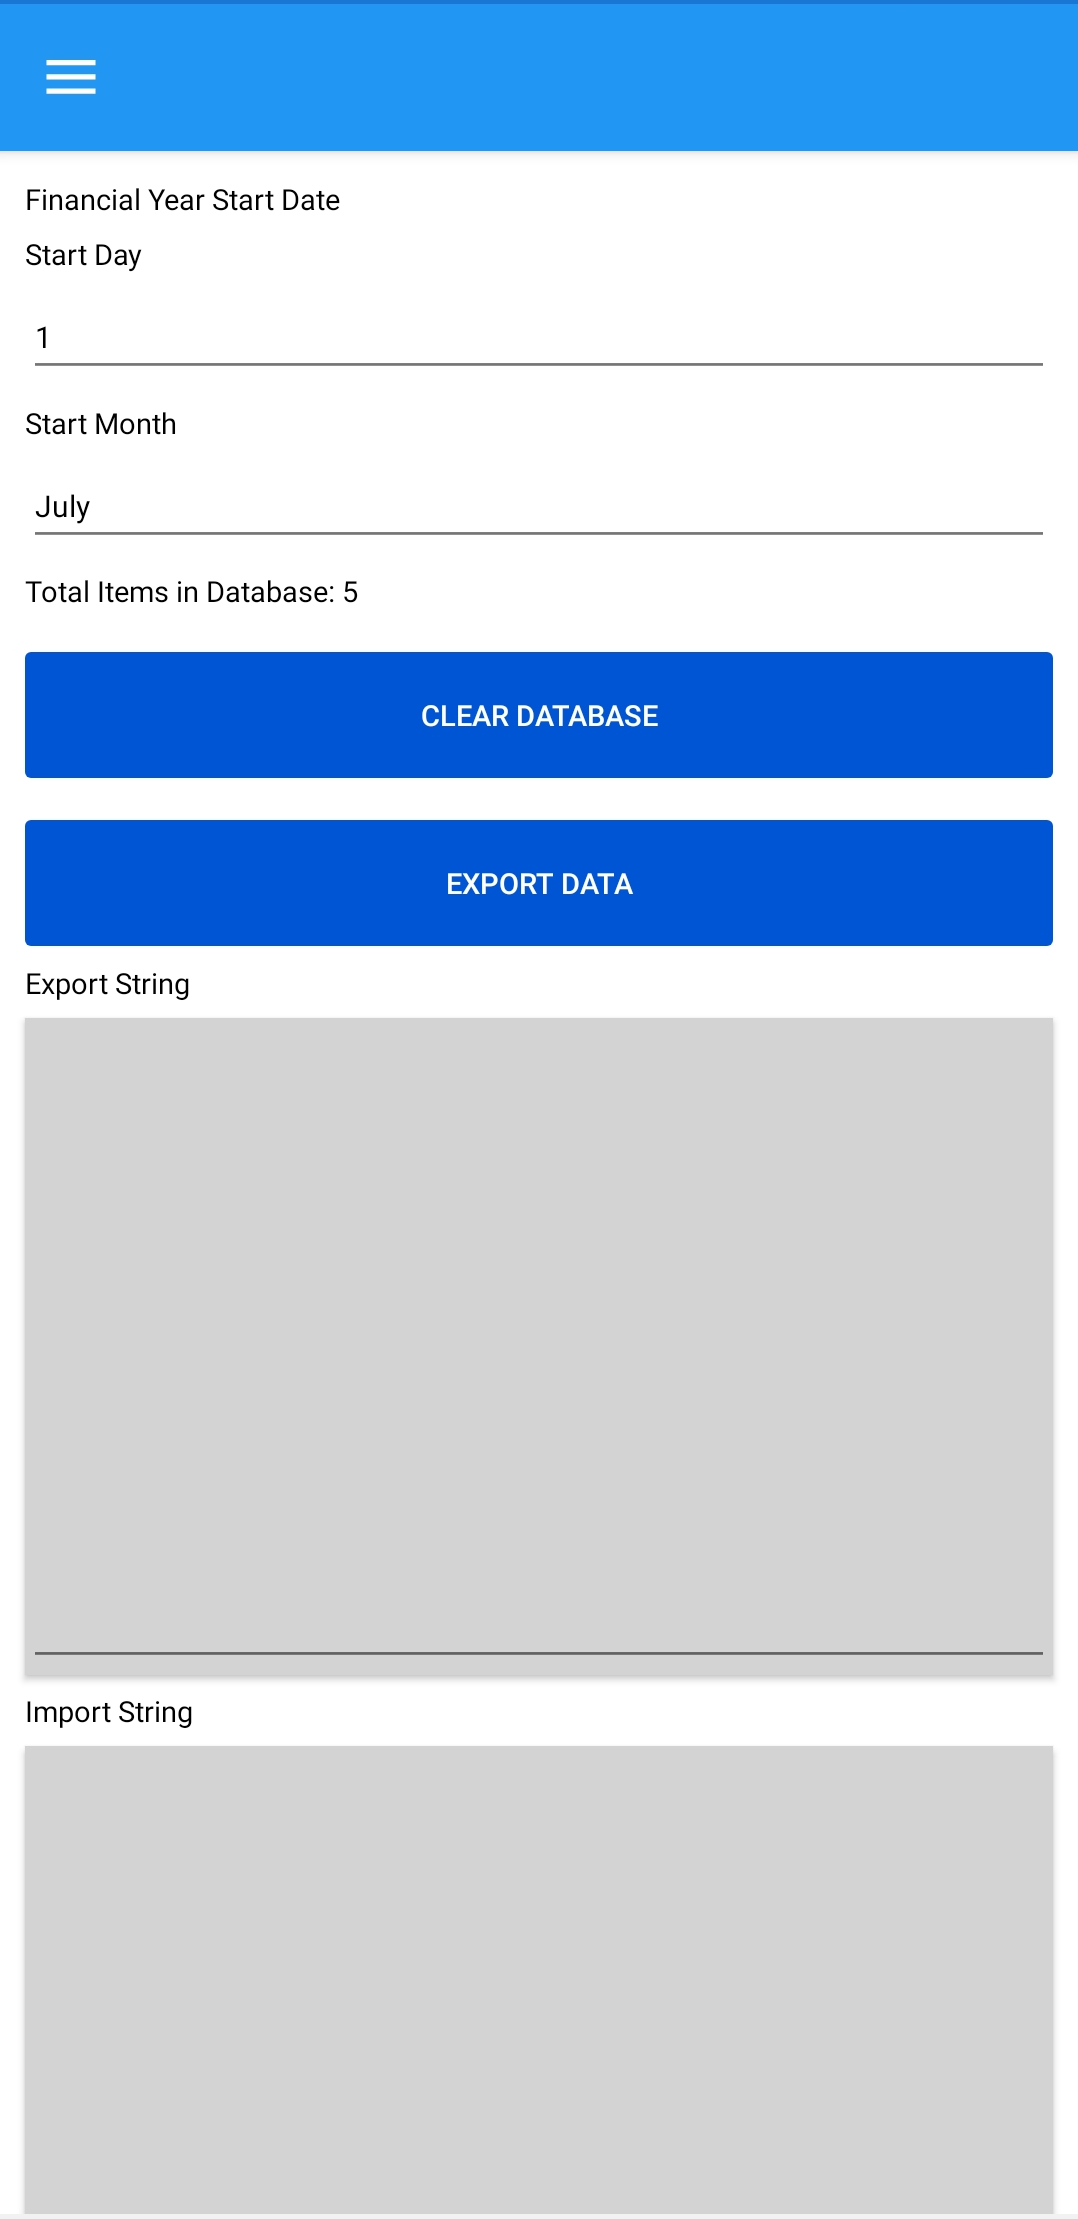 Financial Year Start Date
Start Day
1
Start Month
July
Total Items in Database: 5
CLEAR DATABASE
EXPORT DATA
Export String
Import String